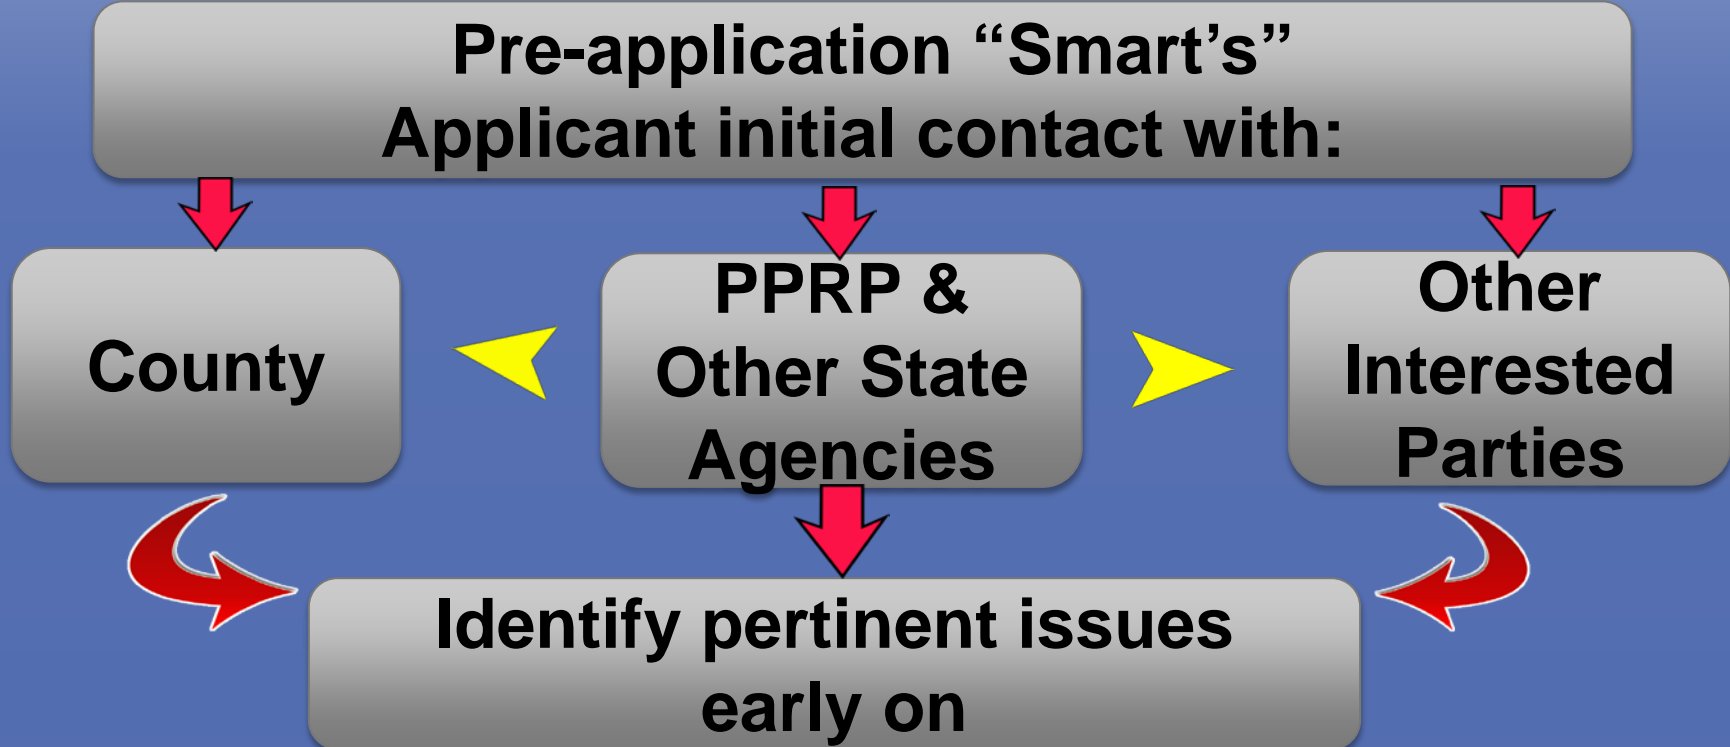 Pre-application “Smart’s”
Applicant initial contact with:
County
PPRP &
Other State
Agencies
Other
Interested
Parties
Identify pertinent issues
early on